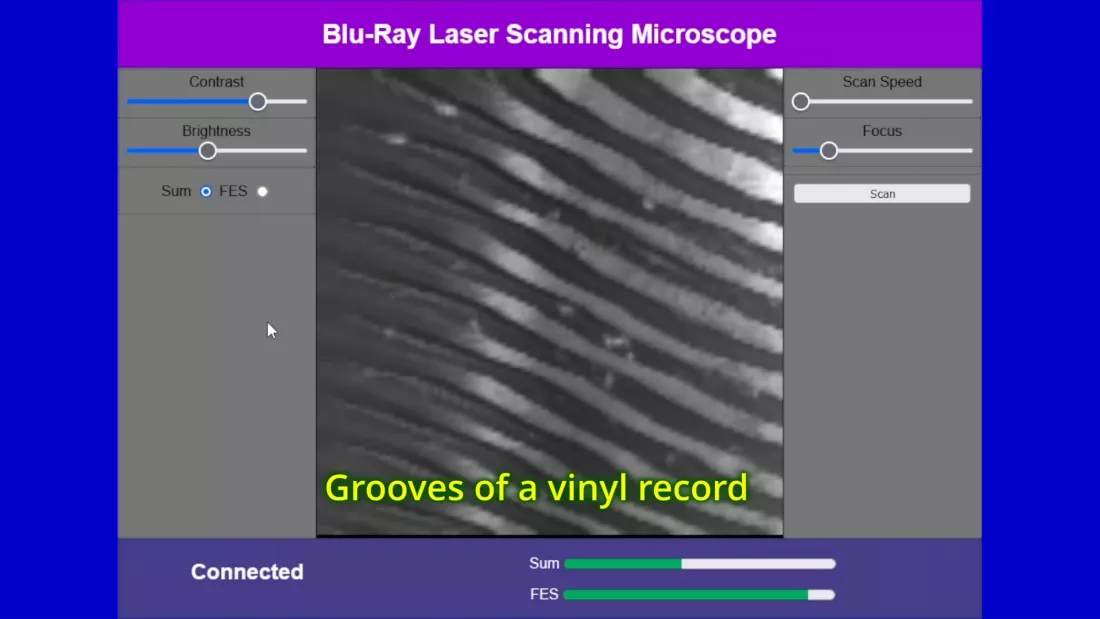 Blu-Ray Laser Scanning Microscope
Contrast
Brightness
Sum FES
Scan Speed
Focus
Scan
Grooves of a vinyl record
Connected
Sum
FES